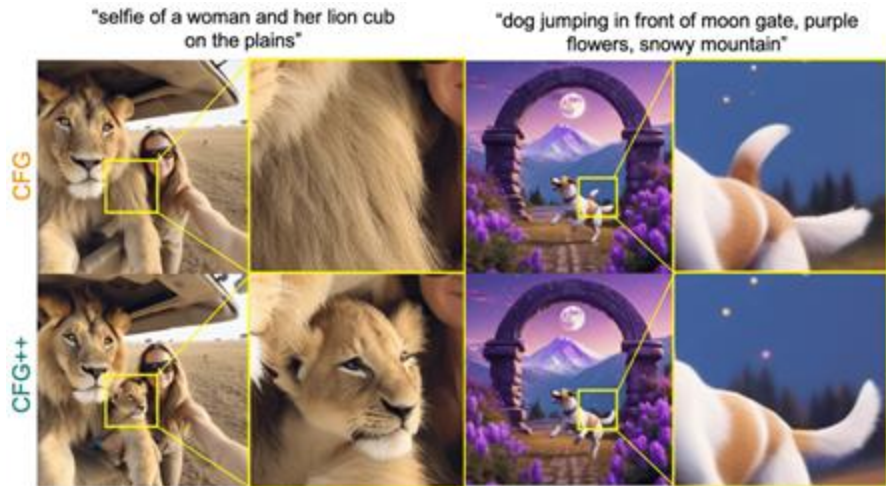 “selfie of a woman and her lion cub
on the plains”
“dog jumping in front of moon gate, purple
flowers, snowy mountain”
CFG
CFG++